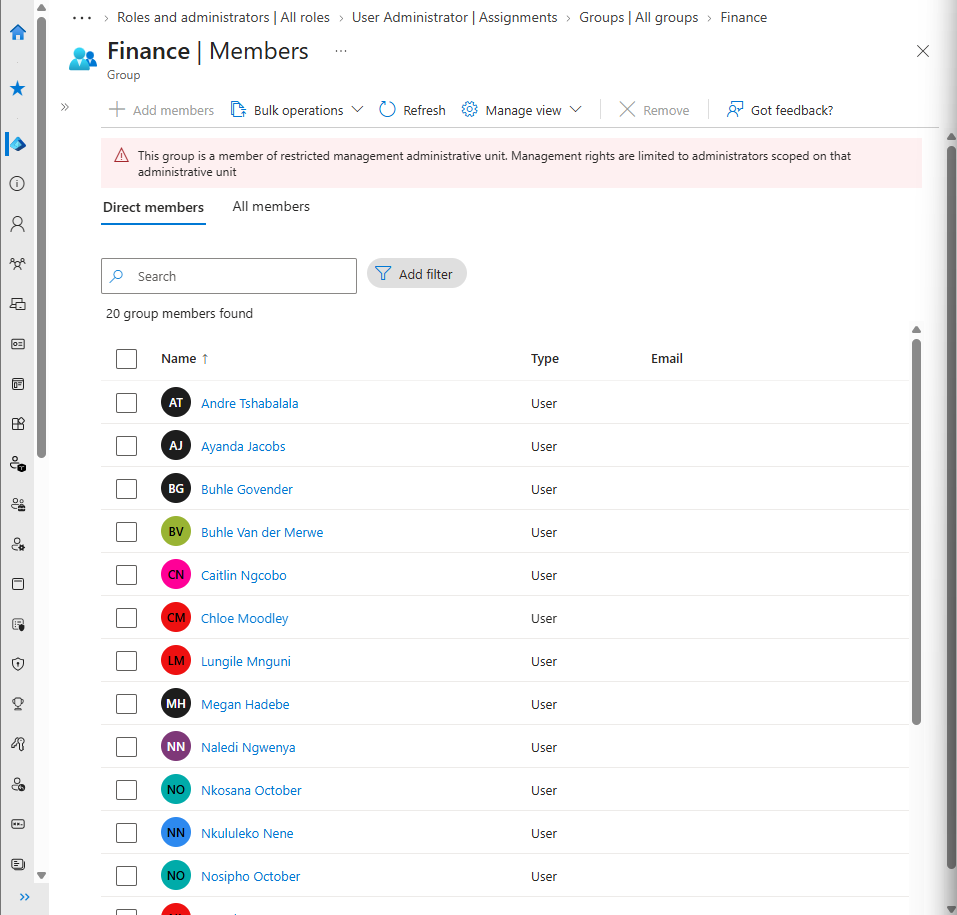 ··· › Roles and administrators | All roles › User Administrator | Assignments › Groups | All groups › Finance
Finance | Members ···
Group
Add members Bulk operations Refresh Manage view Remove Got feedback?
This group is a member of restricted management administrative unit. Management rights are limited to administrators scoped on that
administrative unit
Direct members All members
Search Add filter
20 group members found
Name ↑ Type Email
AT Andre Tshabalala User
AJ Ayanda Jacobs User
BG Buhle Govender User
BV Buhle Van der Merwe User
CN Caitlin Ngcobo User
CM Chloe Moodley User
LM Lungile Mnguni User
MH Megan Hadebe User
NN Naledi Ngwenya User
NO Nkosana October User
NN Nkululeko Nene User
NO Nosipho October User